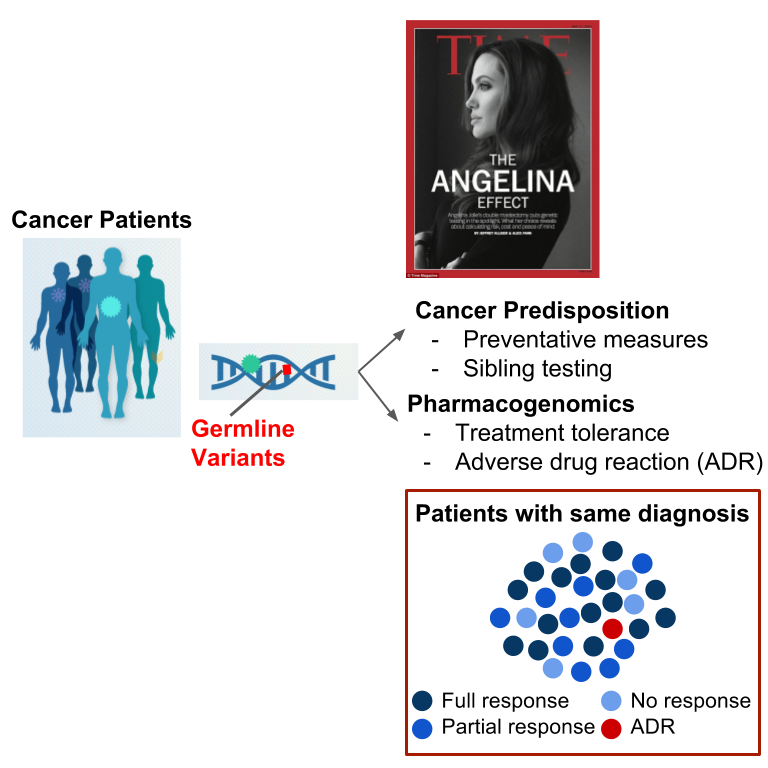 TIME
THE
ANGELINA
EFFECT
Angelina Jolie's double mastectomy puts genetic
testing in the spotlight. What her choice reveals
about calculating risk, cost and peace of mind
BY JEFFREY KLUGER & ALICE PARK
© Time Magazine
Cancer Patients
Germline
Variants
Cancer Predisposition
- Preventative measures
- Sibling testing
Pharmacogenomics
- Treatment tolerance
- Adverse drug reaction (ADR)
Patients with same diagnosis
Full response
No response
Partial response
ADR